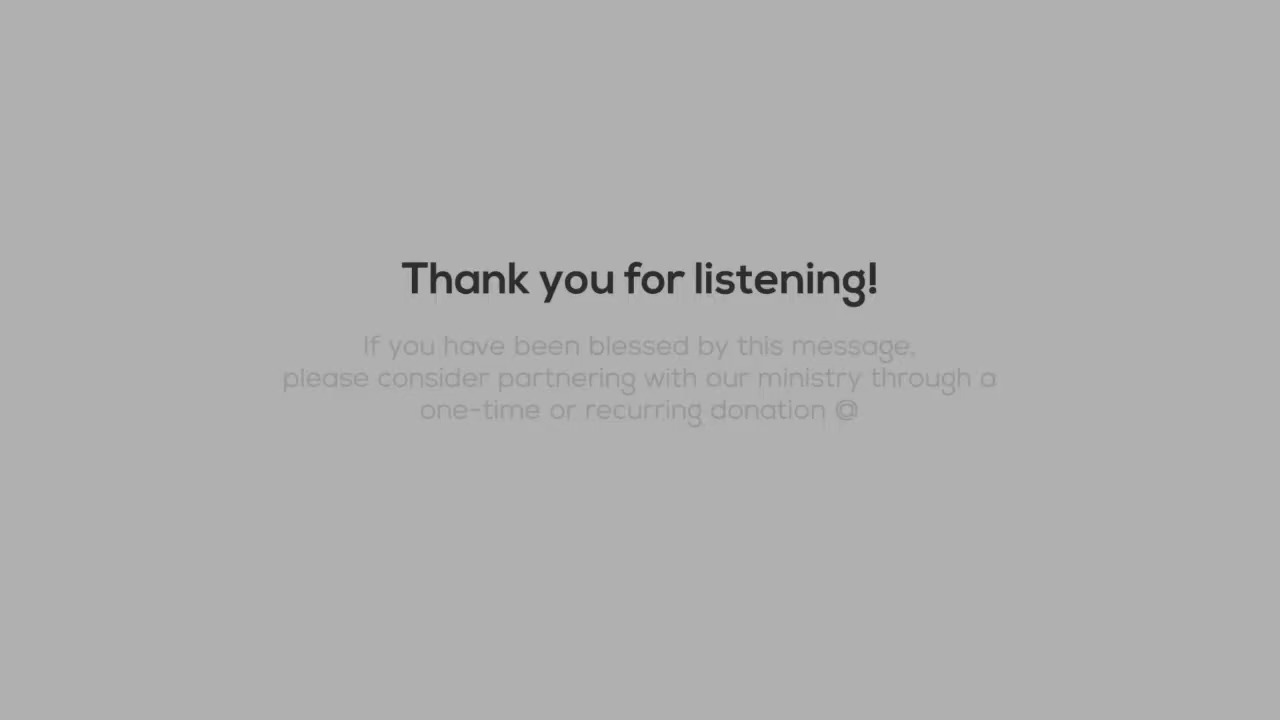 Thank you for listening!
If you have been blessed by this message,
please consider partnering with our ministry through a
one-time or recurring donation @